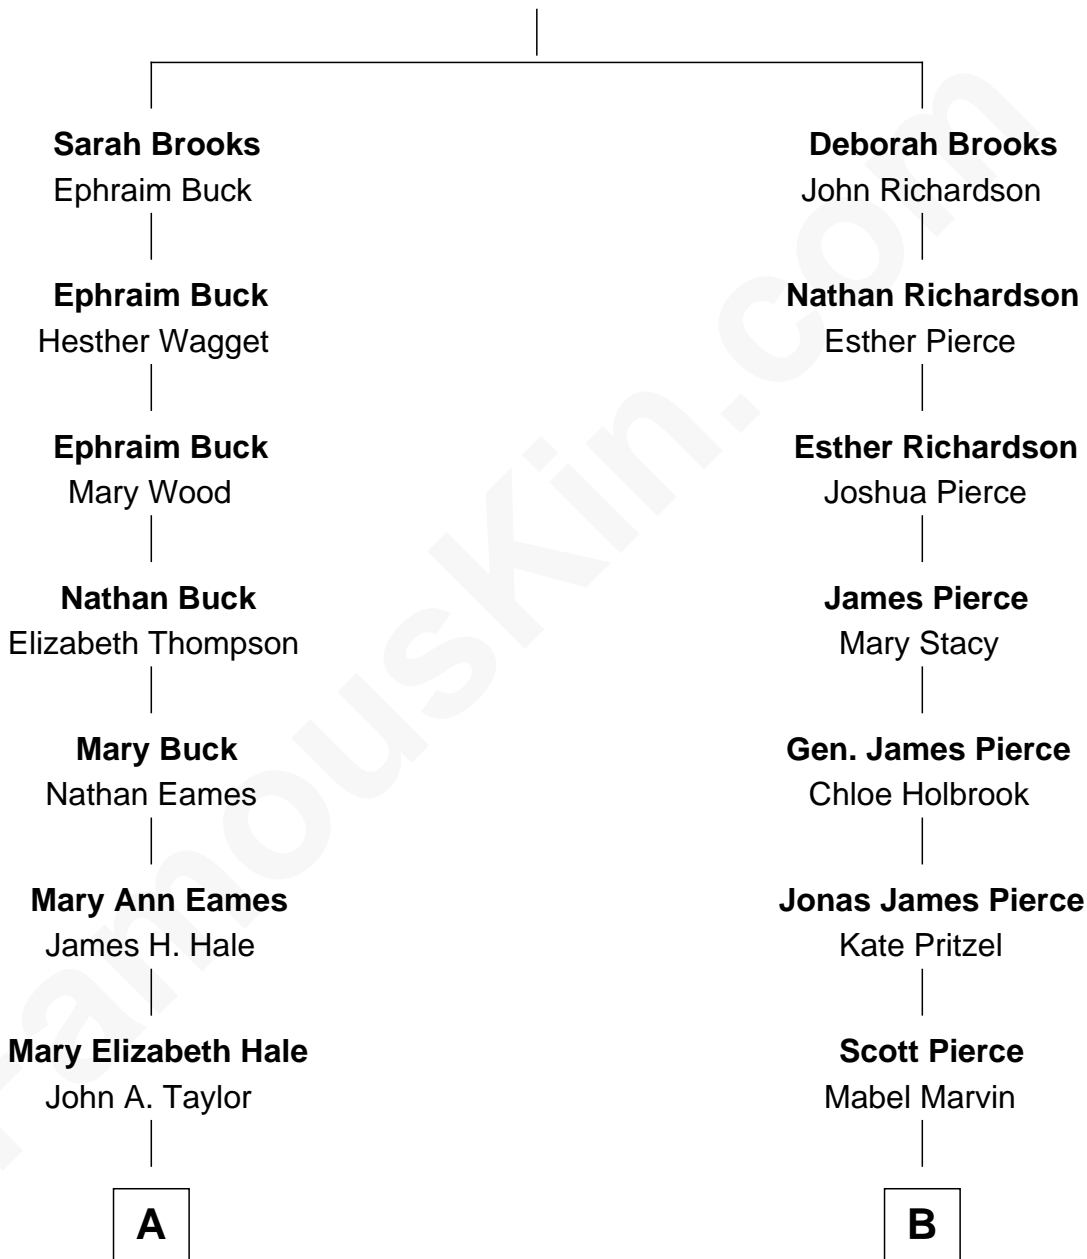 Sarah Brooks
Ephraim Buck
Ephraim Buck
Hesther Wagget
Ephraim Buck
Mary Wood
Nathan Buck
Elizabeth Thompson
Mary Buck
Nathan Eames
Mary Ann Eames
James H. Hale
Mary Elizabeth Hale
John A. Taylor
A
Deborah Brooks
John Richardson
Nathan Richardson
Esther Pierce
Esther Richardson
Joshua Pierce
James Pierce
Mary Stacy
Gen. James Pierce
Chloe Holbrook
Jonas James Pierce
Kate Pritzel
Scott Pierce
Mabel Marvin
B
FamousKin.com